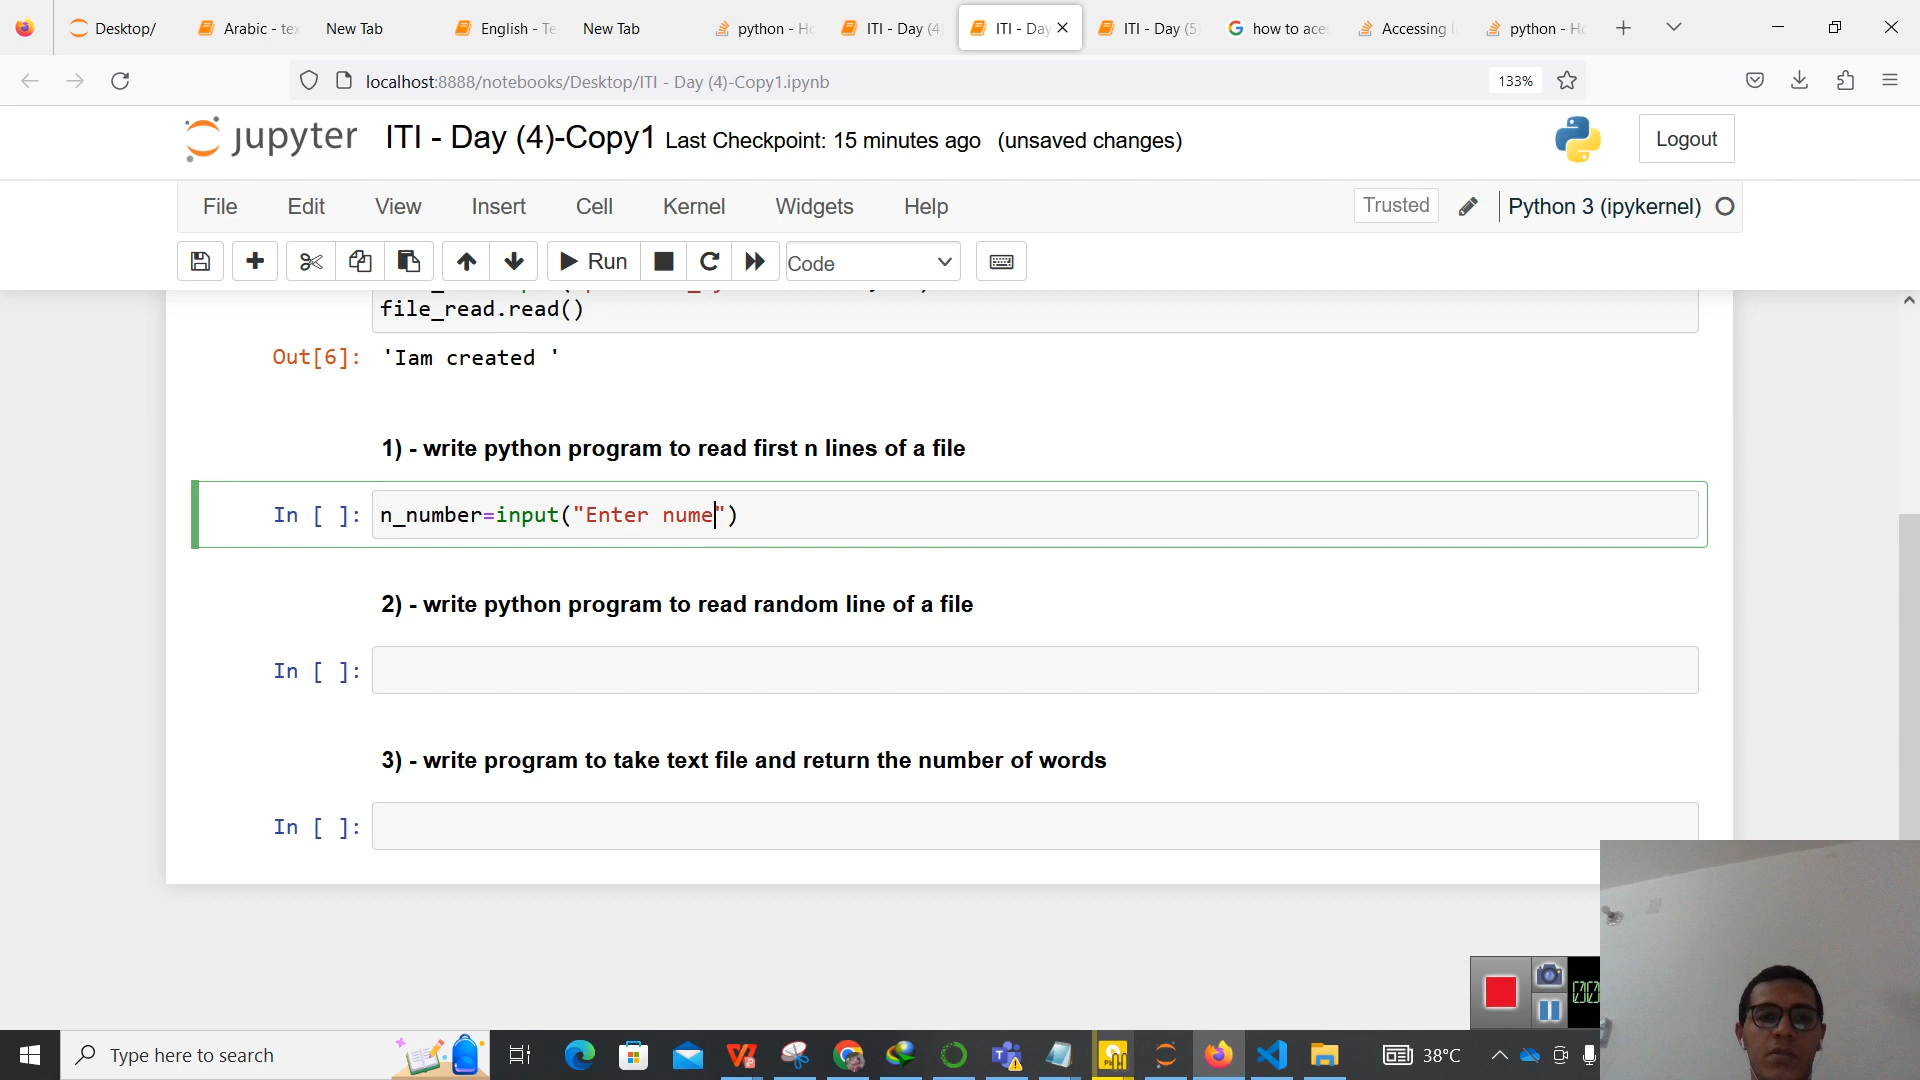 Desktop/
Arabic - te
New Tab
English - Te
New Tab
python - Ho
ITI - Day (4)
ITI - Day
ITI - Day (5)
how to aces
Accessing
python - Ho
localhost:8888/notebooks/Desktop/ITI - Day (4)-Copy1.ipynb
133%
jupyter ITI - Day (4)-Copy1 Last Checkpoint: 15 minutes ago (unsaved changes)
Logout
File Edit View Insert Cell Kernel Widgets Help
Trusted
Python 3 (ipykernel)
Run
Code
file_read.read()
Out[6]: 'Iam created '
1) - write python program to read first n lines of a file
In [ ]: n_number=input("Enter nume")
2) - write python program to read random line of a file
In [ ]:
3) - write program to take text file and return the number of words
In [ ]:
Type here to search
38°C